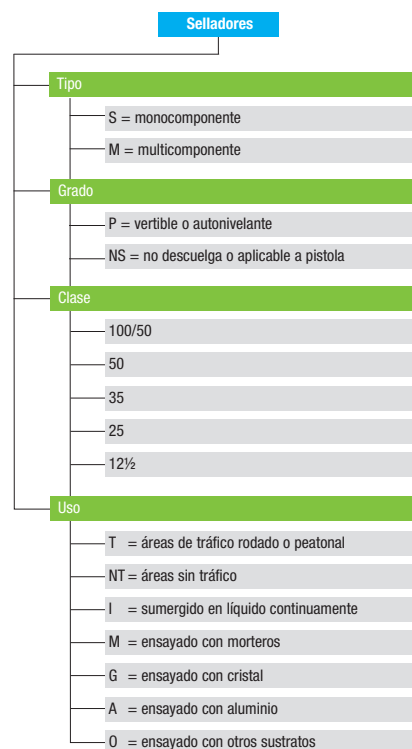 Selladores
Tipo
S = monocomponente
M = multicomponente
Grado
P = vertible o autonivelante
NS = no descuelga o aplicable a pistola
Clase
100/50
50
35
25
12½
Uso
T = áreas de tráfico rodado o peatonal
NT = áreas sin tráfico
I = sumergido en líquido continuamente
M = ensayado con morteros
G = ensayado con cristal
A = ensayado con aluminio
O = ensayado con otros sustratos